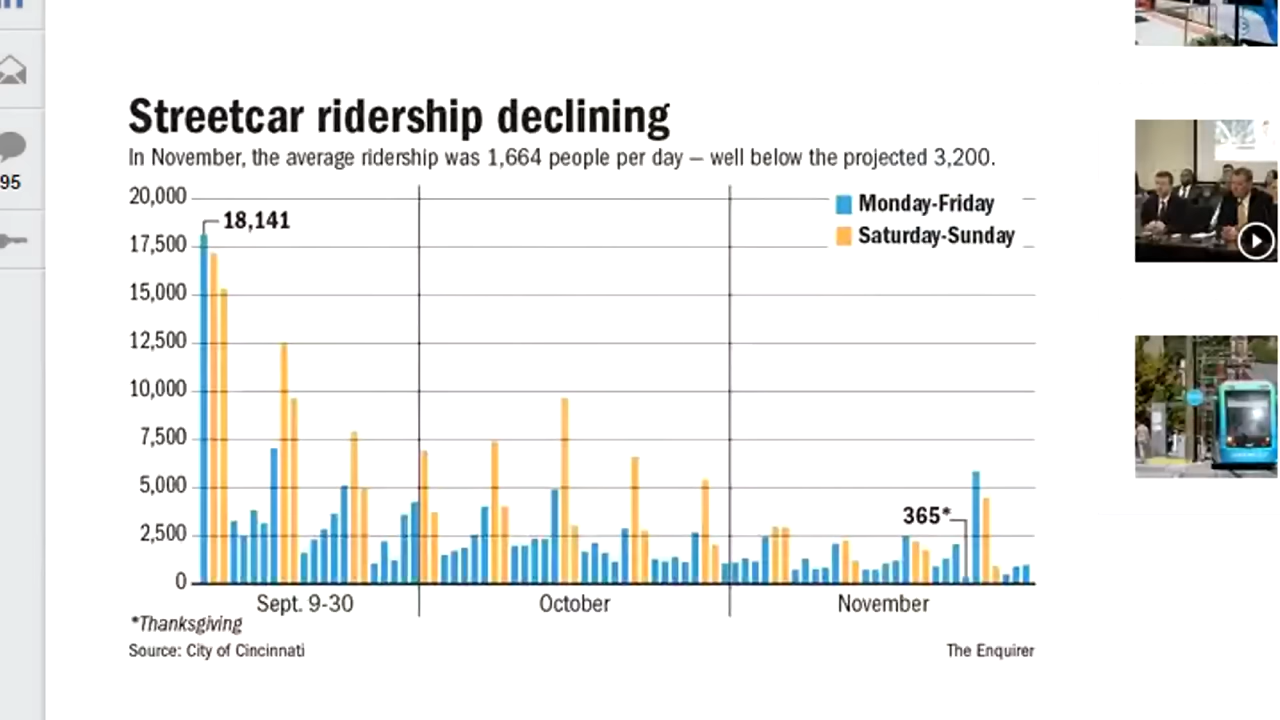 95
Streetcar ridership declining
In November, the average ridership was 1,664 people per day – well below the projected 3,200.
20,000
17,500
15,000
12,500
10,000
7,500
5,000
2,500
0
18,141
Monday-Friday
Saturday-Sunday
365*
Sept. 9-30
October
November
*Thanksgiving
Source: City of Cincinnati
The Enquirer